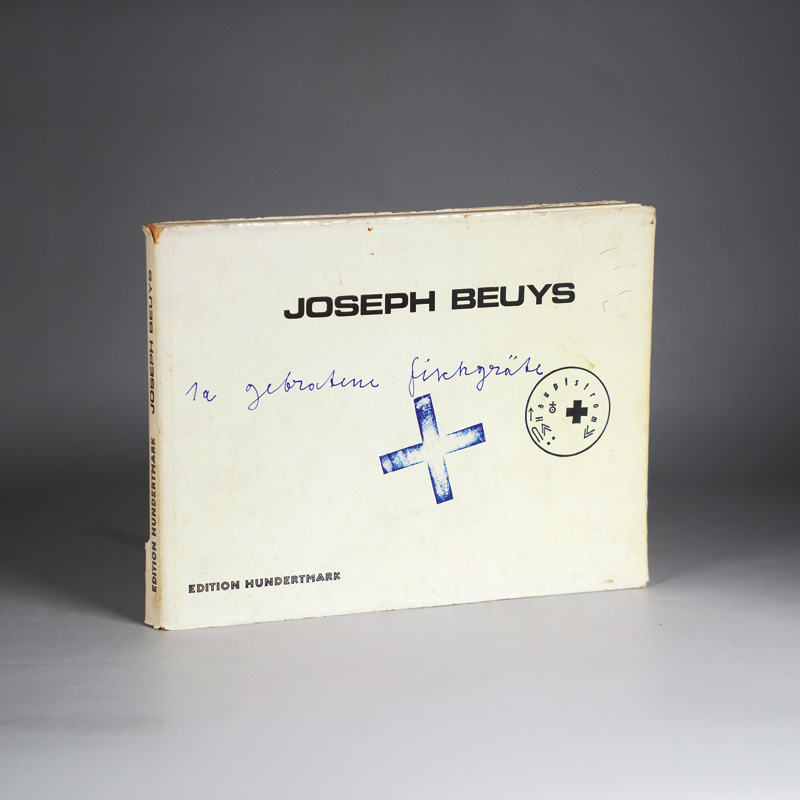 JOSEPH BEUYS
1a gebratene fischgräte
Hauptstrom
EDITION HUNDERTMARK
EDITION HUNDERTMARK JOSEPH BEUYS